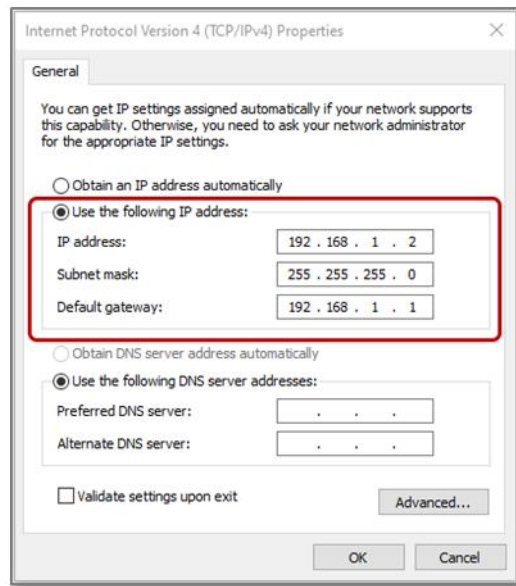 Internet Protocol Version 4 (TCP/IPv4) Properties
General
You can get IP settings assigned automatically if your network supports
this capability. Otherwise, you need to ask your network administrator
for the appropriate IP settings.
Obtain an IP address automatically
Use the following IP address:
IP address: 192 . 168 . 1 . 2
Subnet mask: 255 . 255 . 255 . 0
Default gateway: 192 . 168 . 1 . 1
Obtain DNS server address automatically
Use the following DNS server addresses:
Preferred DNS server: . . .
Alternate DNS server: . . .
Validate settings upon exit
Advanced...
OK Cancel